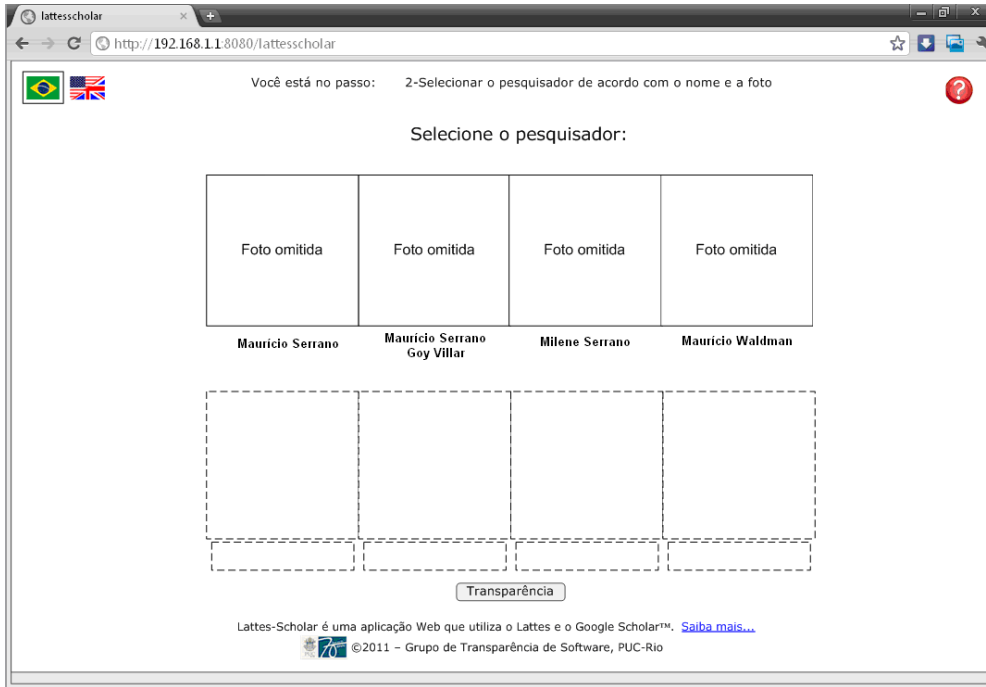 lattesscholar
http://192.168.1.1:8080/lattesscholar
Você está no passo: 2-Selecionar o pesquisador de acordo com o nome e a foto
Selecione o pesquisador:
Foto omitida Foto omitida Foto omitida Foto omitida
Maurício Serrano
Maurício Serrano
Goy Villar
Milene Serrano
Maurício Waldman
Transparência
Lattes-Scholar é uma aplicação Web que utiliza o Lattes e o Google Scholar™. Saiba mais...
©2011 – Grupo de Transparência de Software, PUC-Rio